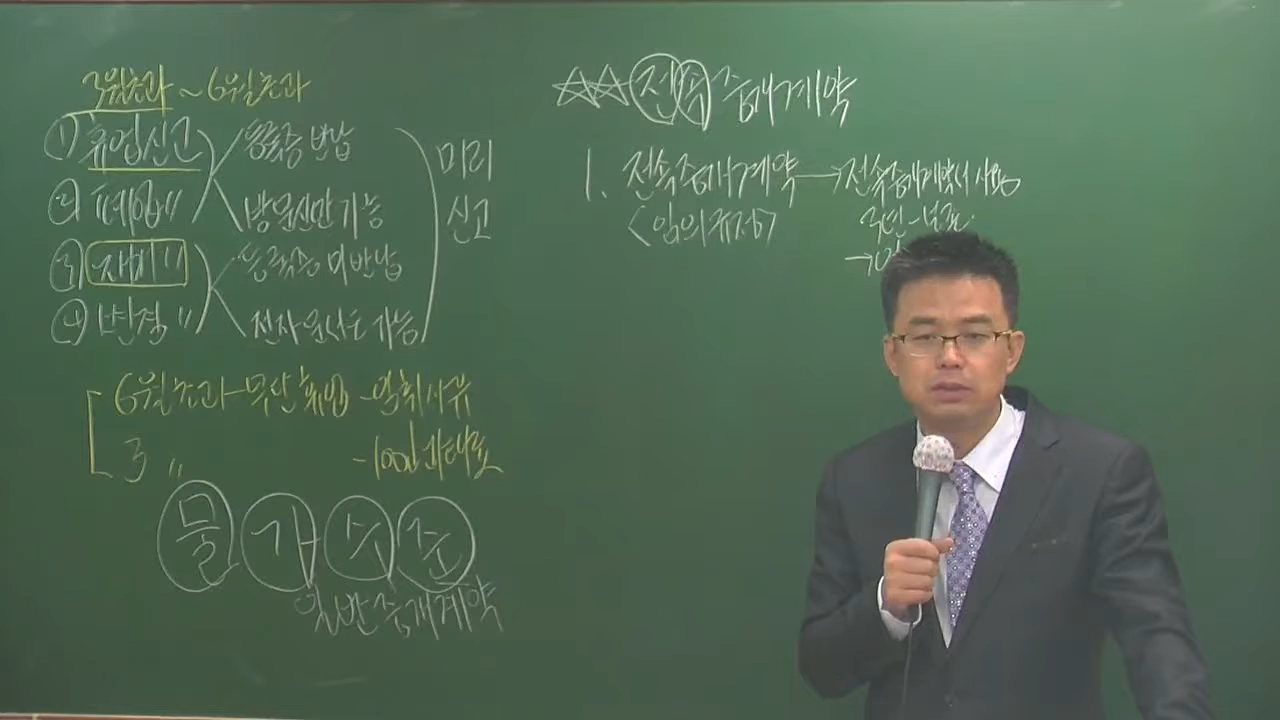 3월초과 ~ 6월초과
① 휴업신고
등록증 반납
② 폐업 〃
방문신고만 가능
③ 재개 〃
등록증 미반납
④ 변경 〃
전자문서도 가능
미리
신고
6월초과 - 무단휴업 - 임취사유
3 〃 - 100만 과태료
물 가 수 준
일반중개계약
☆☆ 전속중개계약
1. 전속중개계약 → 전속중개계약서 사용
<임의규정>
→